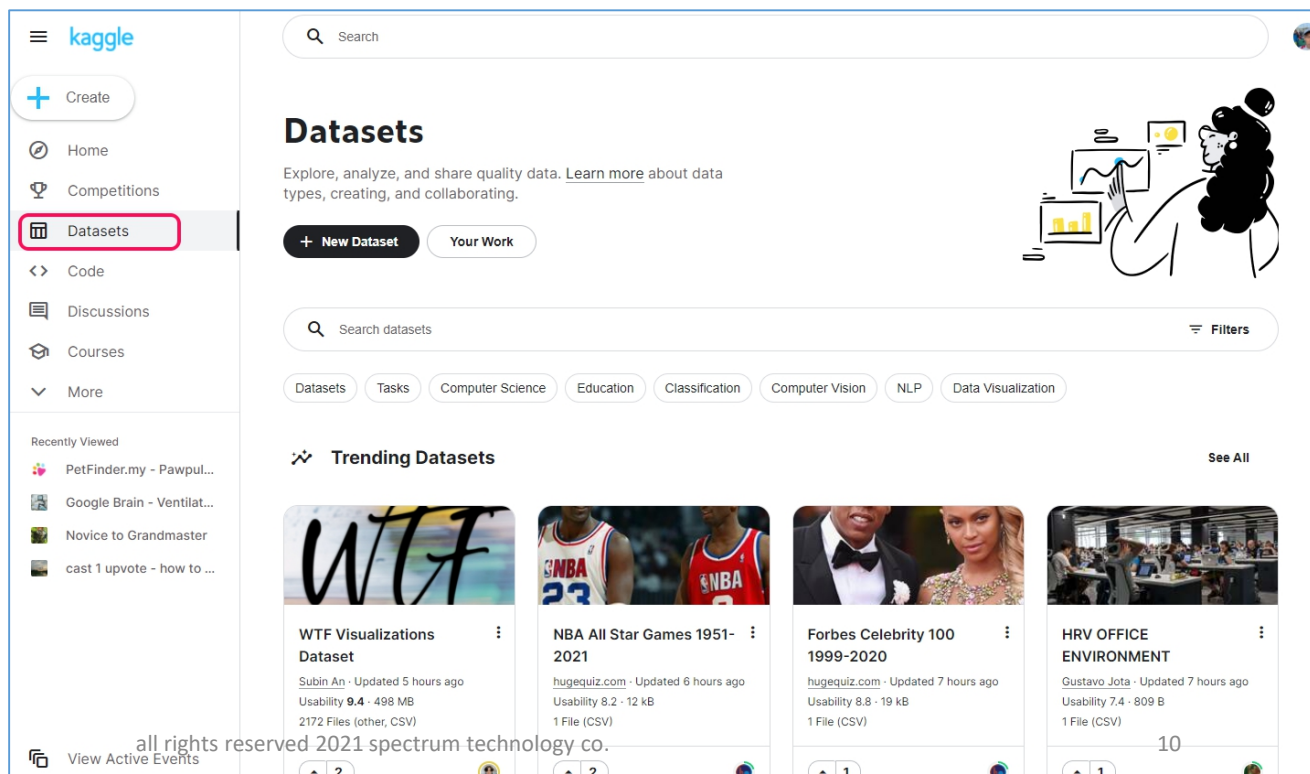 kaggle
Search
Create
Home
Competitions
Datasets
Code
Discussions
Courses
More
Recently Viewed
PetFinder.my - Pawpul...
Google Brain - Ventilat...
Novice to Grandmaster
cast 1 upvote - how to ...
View Active Events
Datasets
Explore, analyze, and share quality data. Learn more about data
types, creating, and collaborating.
+ New Dataset
Your Work
Search datasets
Filters
Datasets
Tasks
Computer Science
Education
Classification
Computer Vision
NLP
Data Visualization
Trending Datasets
See All
WTF
WTF Visualizations
Dataset
Subin An · Updated 5 hours ago
Usability 9.4 · 498 MB
2172 Files (other, CSV)
2
NBA
23
NBA
NBA All Star Games 1951-
2021
hugequiz.com · Updated 6 hours ago
Usability 8.2 · 12 kB
1 File (CSV)
2
Forbes Celebrity 100
1999-2020
hugequiz.com · Updated 7 hours ago
Usability 8.8 · 19 kB
1 File (CSV)
1
HRV OFFICE
ENVIRONMENT
Gustavo Jota · Updated 7 hours ago
Usability 7.4 · 809 B
1 File (CSV)
1
all rights reserved 2021 spectrum technology co.
10